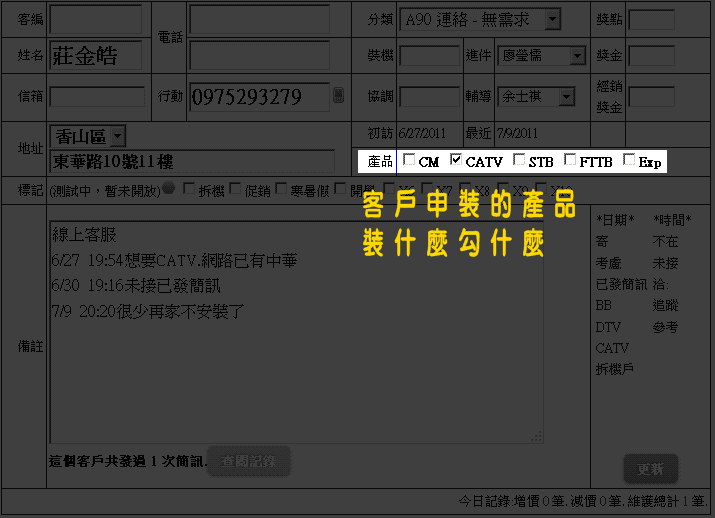 客編 電話 分類 A90 連絡 - 無需求 獎點
姓名 莊金皓 裝機 進件 廖瑩儒 獎金
信箱 行動 0975293279 協調 輔導 余士祺 經銷獎金
地址 香山區 初訪 6/27/2011 最近 7/9/2011
東華路10號11樓 產品 CM CATV STB FTTB Exp
標記 (測試中，暫未開放) 拆機 促銷 寒暑假 X6 X7 X8 X9 X10
客戶申裝的產品
裝什麼勾什麼
備註
線上客服
6/27 19:54想要CATV.網路已有中華
6/30 19:16未接已發簡訊
7/9 20:20很少再家不安裝了
*日期* *時間*
寄 不在
考慮 未接
已發簡訊 洽:
BB 追蹤
DTV 參考
CATV
拆機戶
這個客戶共發過 1 次簡訊. 查閱記錄
更新
今日記錄:增價 0 筆. 減價 0 筆. 維護總計 1 筆.